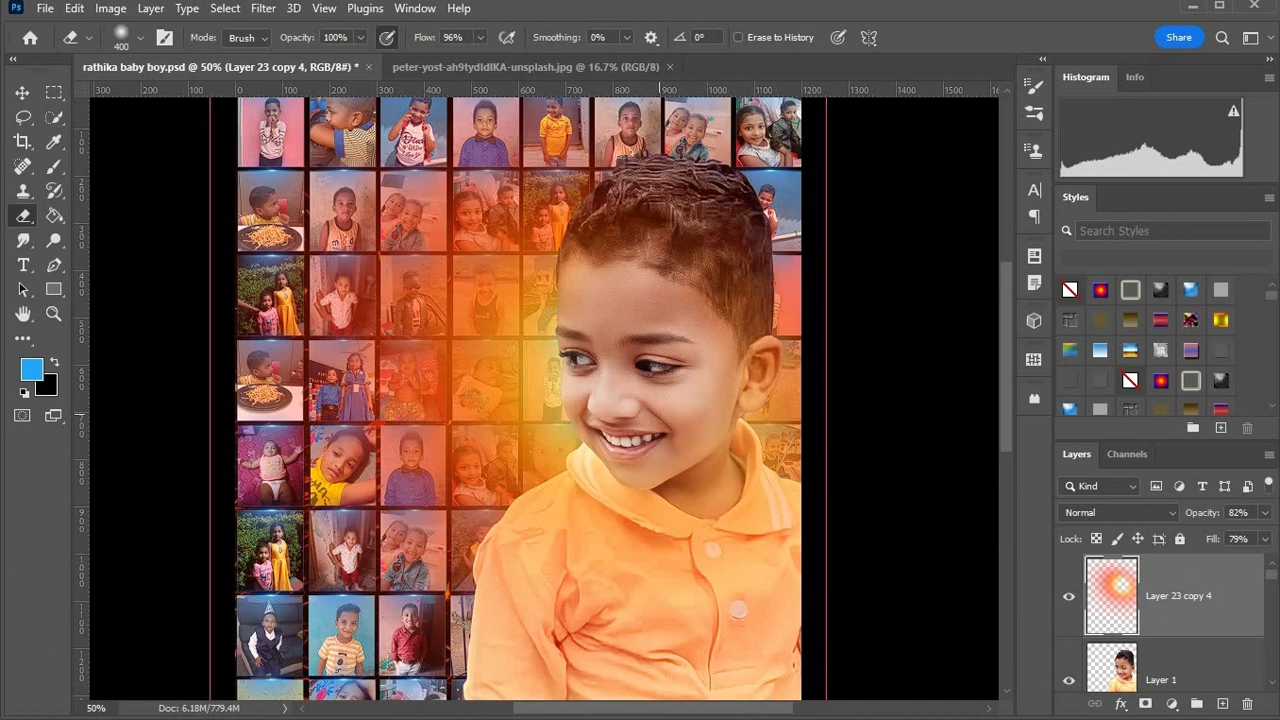 Ps File Edit Image Layer Type Select Filter 3D View Plugins Window Help
400 Mode: Brush Opacity: 100% Flow: 96% Smoothing: 0% 0° Erase to History Share
rathika baby boy.psd @ 50% (Layer 23 copy 4, RGB/8#) * × peter-yost-ah9tydIdIKA-unsplash.jpg @ 16.7% (RGB/8) ×
300 200 100 0 100 200 300 400 500 600 700 800 900 1000 1100 1200 1300 1400 1500
Histogram Info
Styles
Search Styles
Layers Channels
Kind
Normal Opacity: 82%
Lock: Fill: 79%
Layer 23 copy 4
Layer 1
50% Doc: 6.18M/779.4M